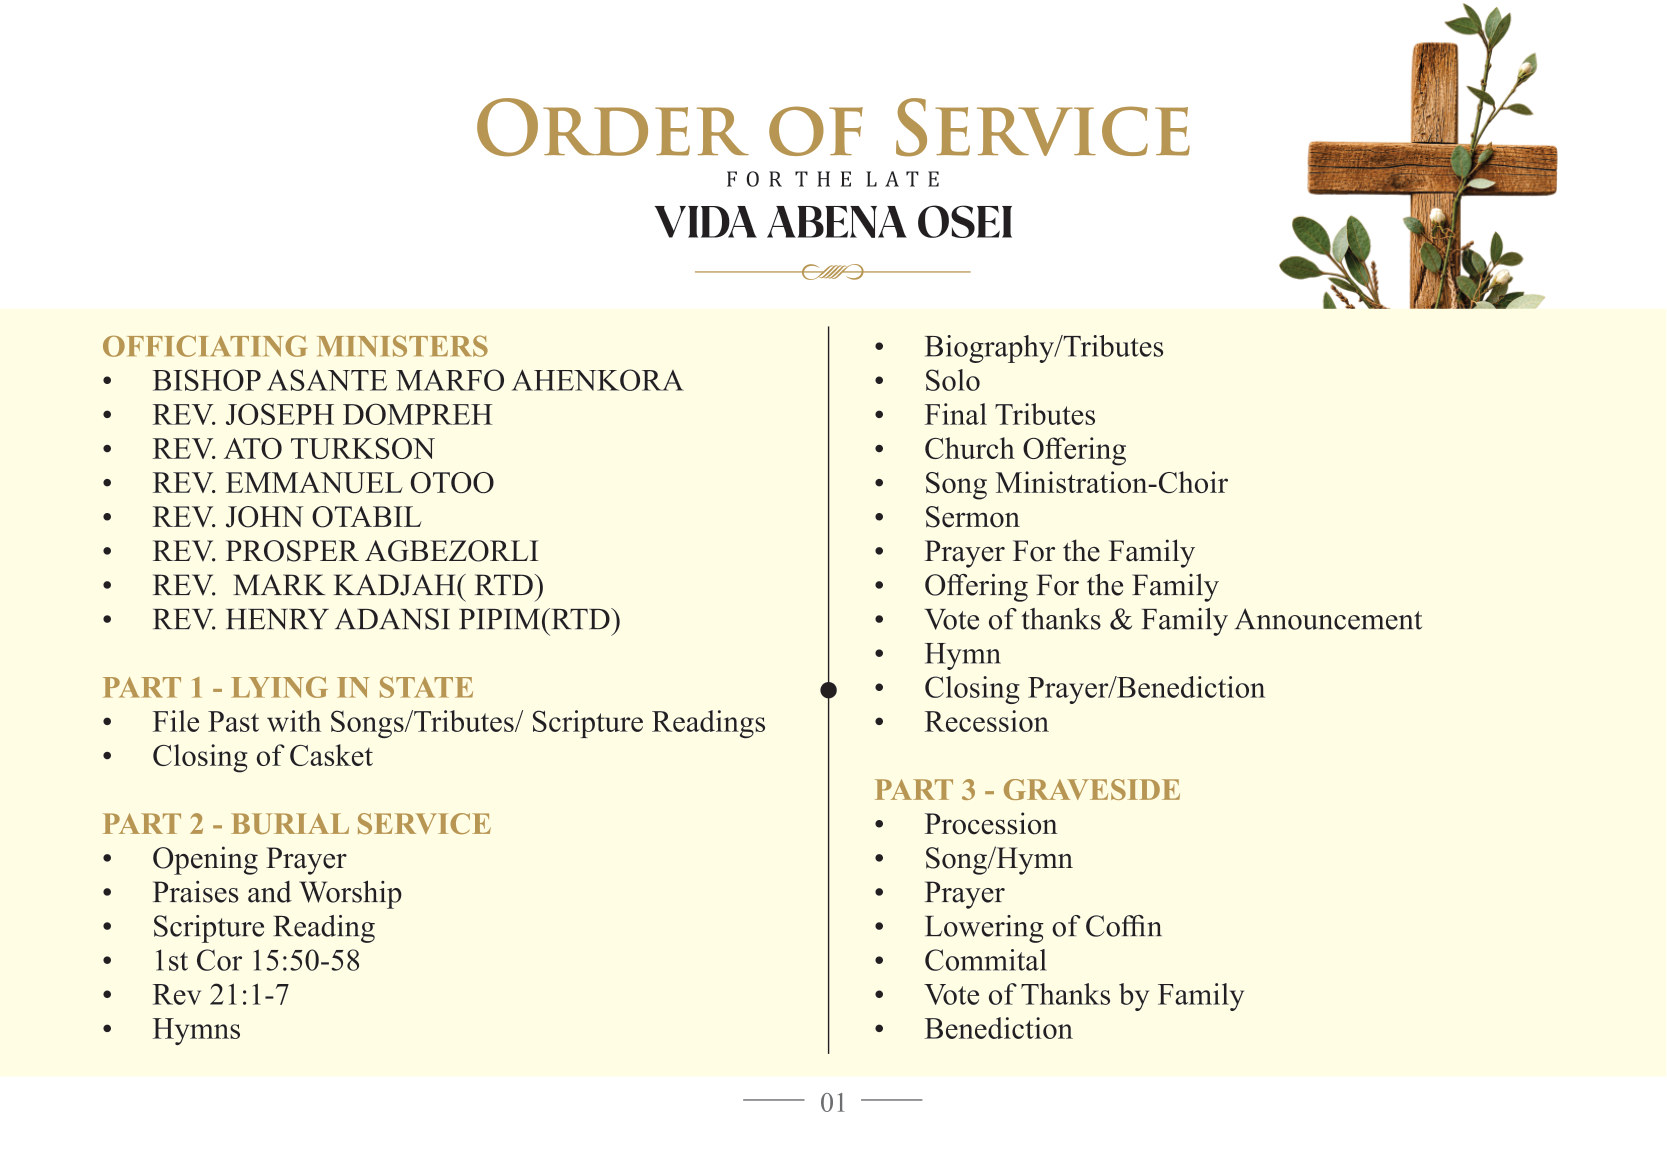 ORDER OF SERVICE
FOR THE LATE
VIDA ABENA OSEI
OFFICIATING MINISTERS
• BISHOP ASANTE MARFO AHENKORA
• REV. JOSEPH DOMPREH
• REV. ATO TURKSON
• REV. EMMANUEL OTOO
• REV. JOHN OTABIL
• REV. PROSPER AGBEZORLI
• REV.  MARK KADJAH( RTD)
• REV. HENRY ADANSI PIPIM(RTD)
PART 1 - LYING IN STATE
• File Past with Songs/Tributes/ Scripture Readings
• Closing of Casket
PART 2 - BURIAL SERVICE
• Opening Prayer
• Praises and Worship
• Scripture Reading
• 1st Cor 15:50-58
• Rev 21:1-7
• Hymns
• Biography/Tributes
• Solo
• Final Tributes
• Church Offering
• Song Ministration-Choir
• Sermon
• Prayer For the Family
• Offering For the Family
• Vote of thanks & Family Announcement
• Hymn
• Closing Prayer/Benediction
• Recession
PART 3 - GRAVESIDE
• Procession
• Song/Hymn
• Prayer
• Lowering of Coffin
• Commital
• Vote of Thanks by Family
• Benediction
01